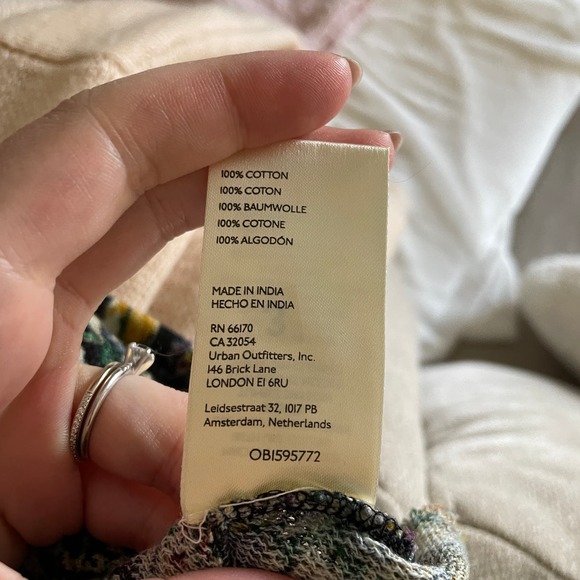 100% COTTON
100% COTON
100% BAUMWOLLE
100% COTONE
100% ALGODÓN
MADE IN INDIA
HECHO EN INDIA
RN 66170
CA 32054
Urban Outfitters, Inc.
146 Brick Lane
LONDON E1 6RU
Leidsestraat 32, 1017 PB
Amsterdam, Netherlands
OB1595772